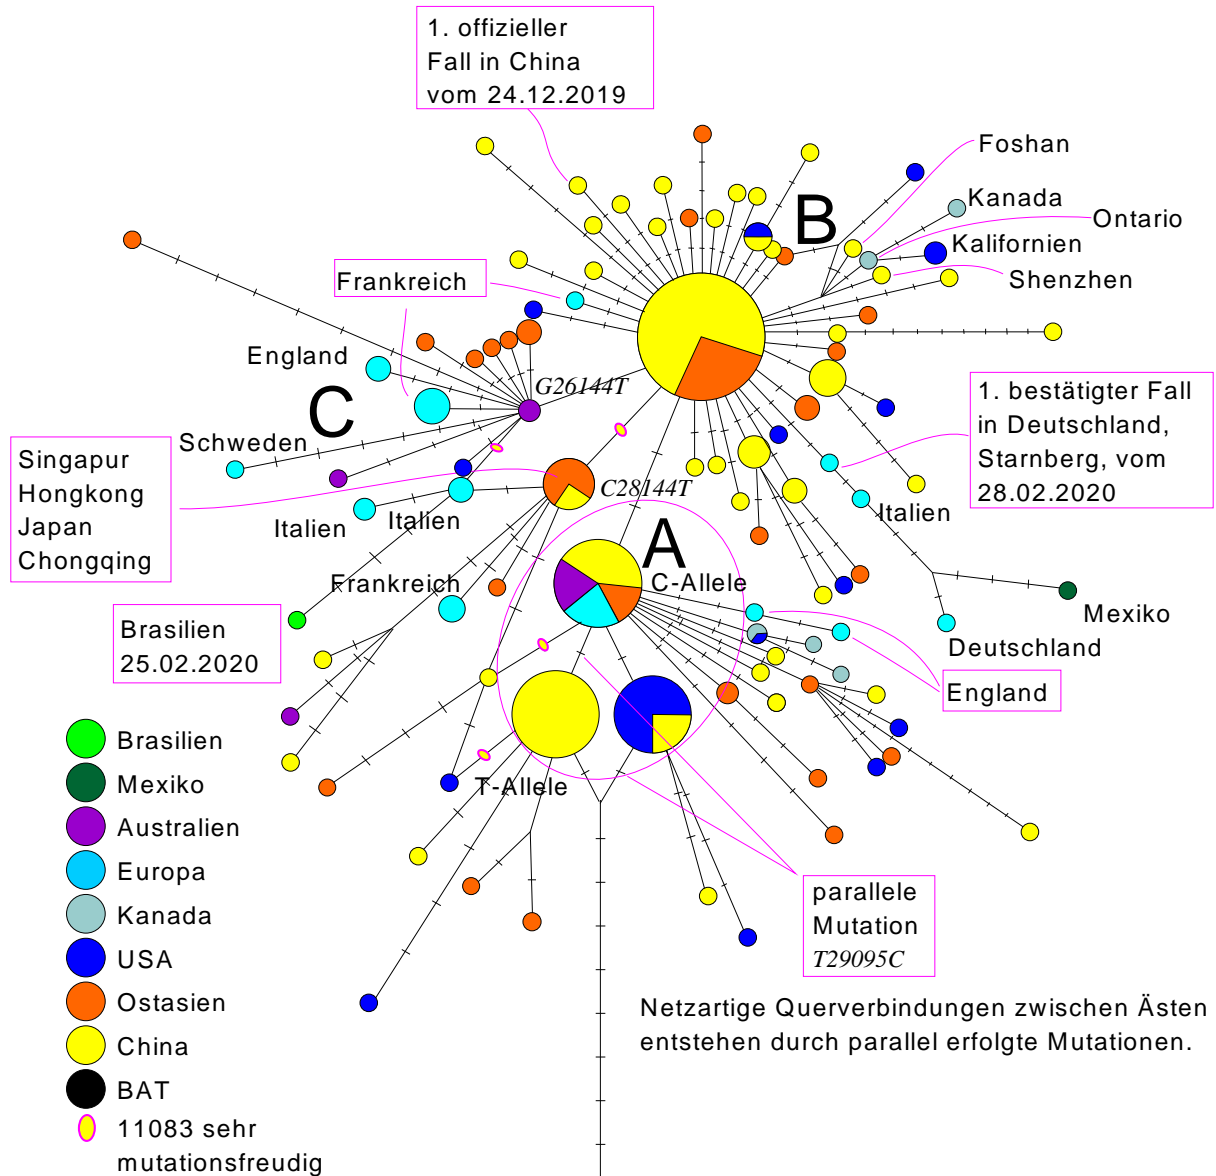 1. offizieller
Fall in China
vom 24.12.2019
Foshan
Kanada
B
Ontario
Kalifornien
Shenzhen
Frankreich
England
G26144T
C
1. bestätigter Fall
in Deutschland,
Starnberg, vom
28.02.2020
Schweden
Singapur
Hongkong
Japan
Chongqing
C28144T
Italien
Italien
Italien
A
C-Allele
Frankreich
Mexiko
Brasilien
25.02.2020
Deutschland
England
T-Allele
parallele
Mutation
T29095C
Netzartige Querverbindungen zwischen Ästen
entstehen durch parallel erfolgte Mutationen.
Brasilien
Mexiko
Australien
Europa
Kanada
USA
Ostasien
China
BAT
11083 sehr
mutationsfreudig